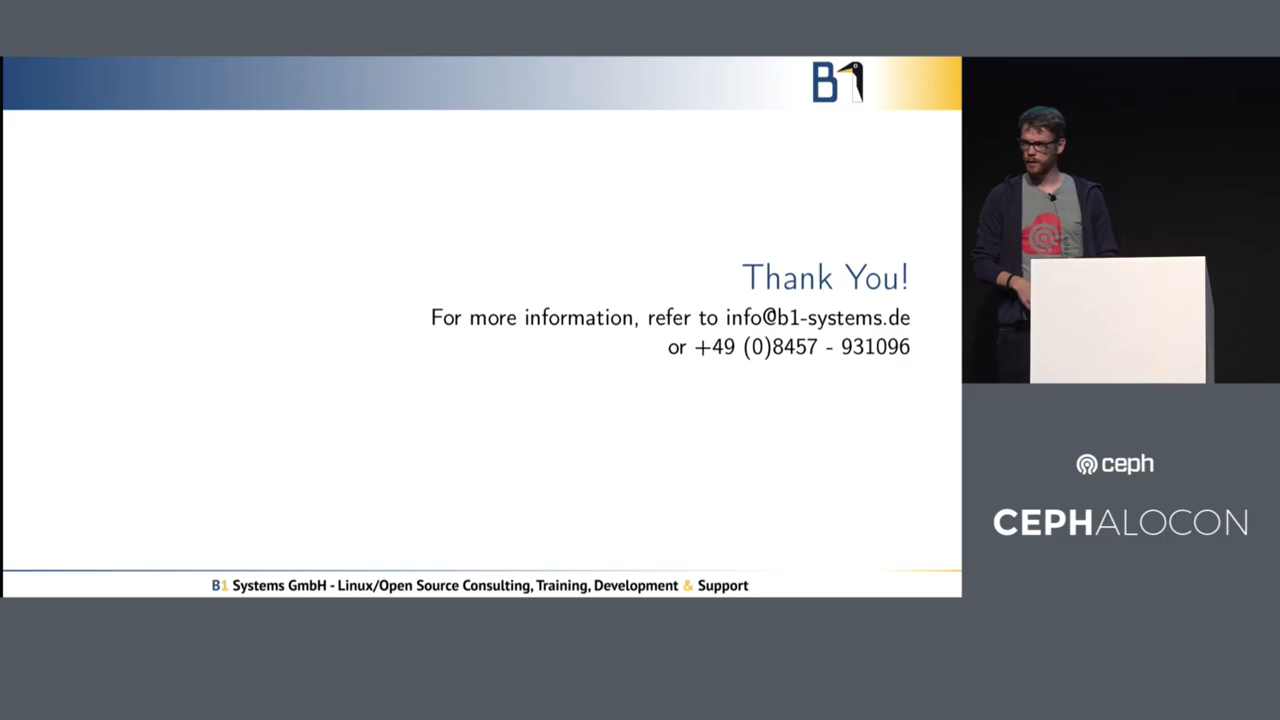 B1
Thank You!
For more information, refer to info@b1-systems.de
or +49 (0)8457 - 931096
B1 Systems GmbH - Linux/Open Source Consulting, Training, Development & Support
ceph
ceph
CEPHALOCON